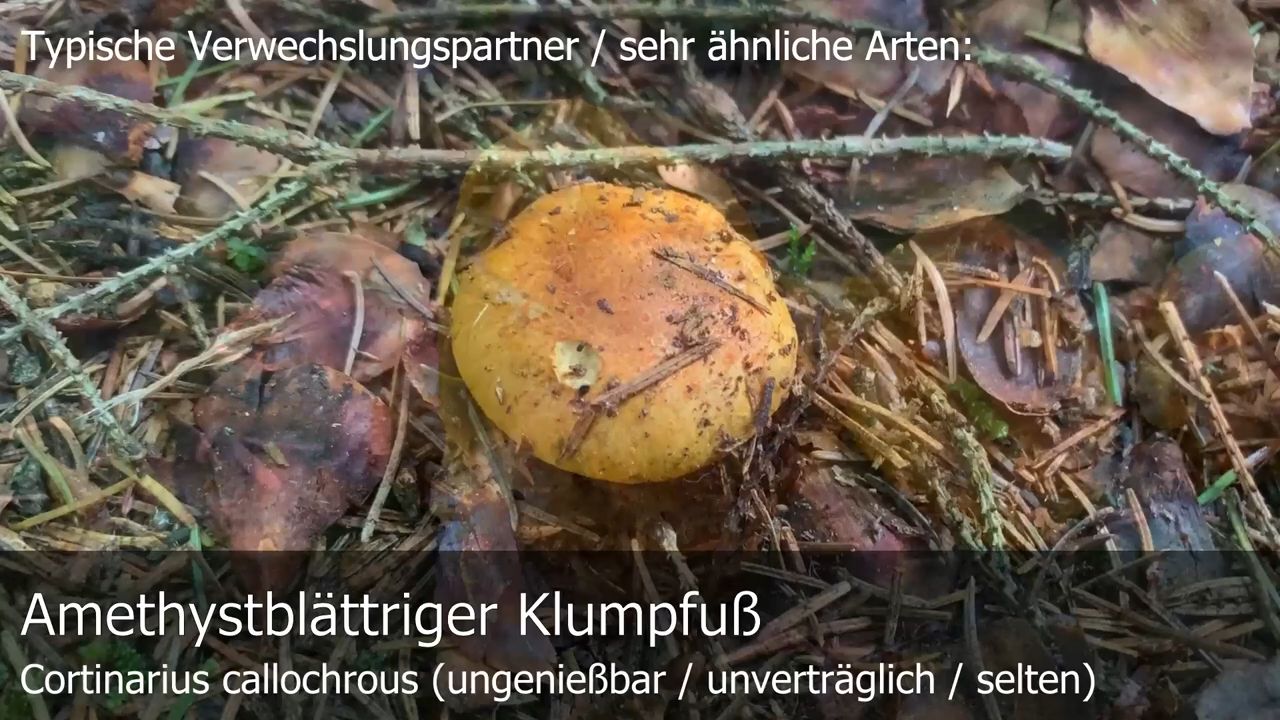 Typische Verwechslungspartner / sehr ähnliche Arten:
Amethystblättriger Klumpfuß
Cortinarius callochrous (ungenießbar / unverträglich / selten)